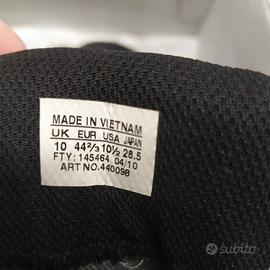 MADE IN VIETNAM
UK EUR USA JAPAN
10 44⅔ 10½ 28.5
FTY: 145464 04/10
ART NO.440098
subito